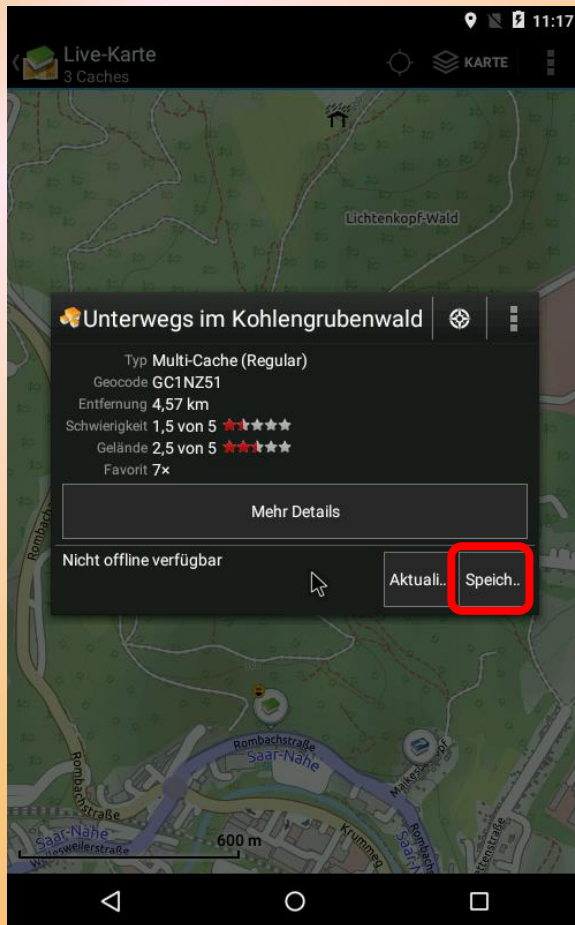 11:17
Live-Karte
3 Caches
KARTE
Lichtenkopf-Wald
Unterwegs im Kohlengrubenwald
Typ Multi-Cache (Regular)
Geocode GC1NZ51
Entfernung 4,57 km
Schwierigkeit 1,5 von 5
Gelände 2,5 von 5
Favorit 7×
Mehr Details
Nicht offline verfügbar
Aktuali..
Speich..
Rombachstraße
Saar-Nahe
Rombachstraße
Saar-Nahe
600 m
Krummeg